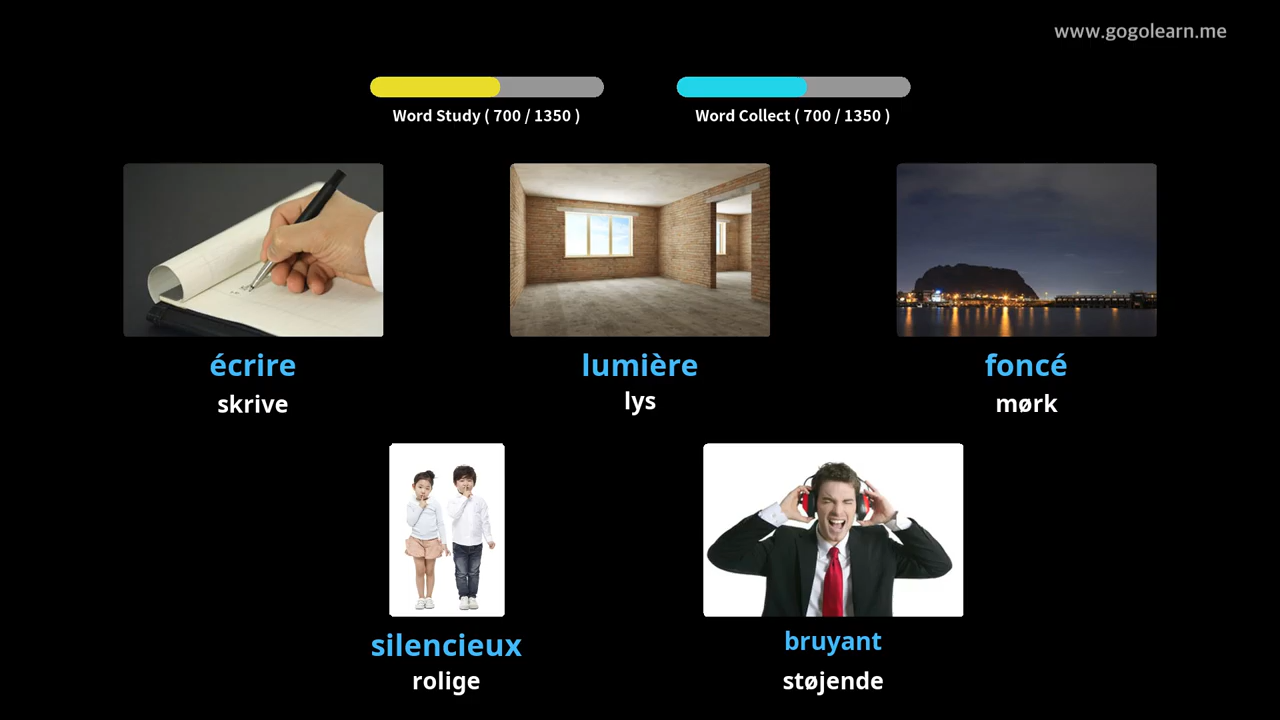 www.gogolearn.me
Word Study ( 700 / 1350 )
Word Collect ( 700 / 1350 )
écrire
skrive
lumière
lys
foncé
mørk
silencieux
rolige
bruyant
støjende